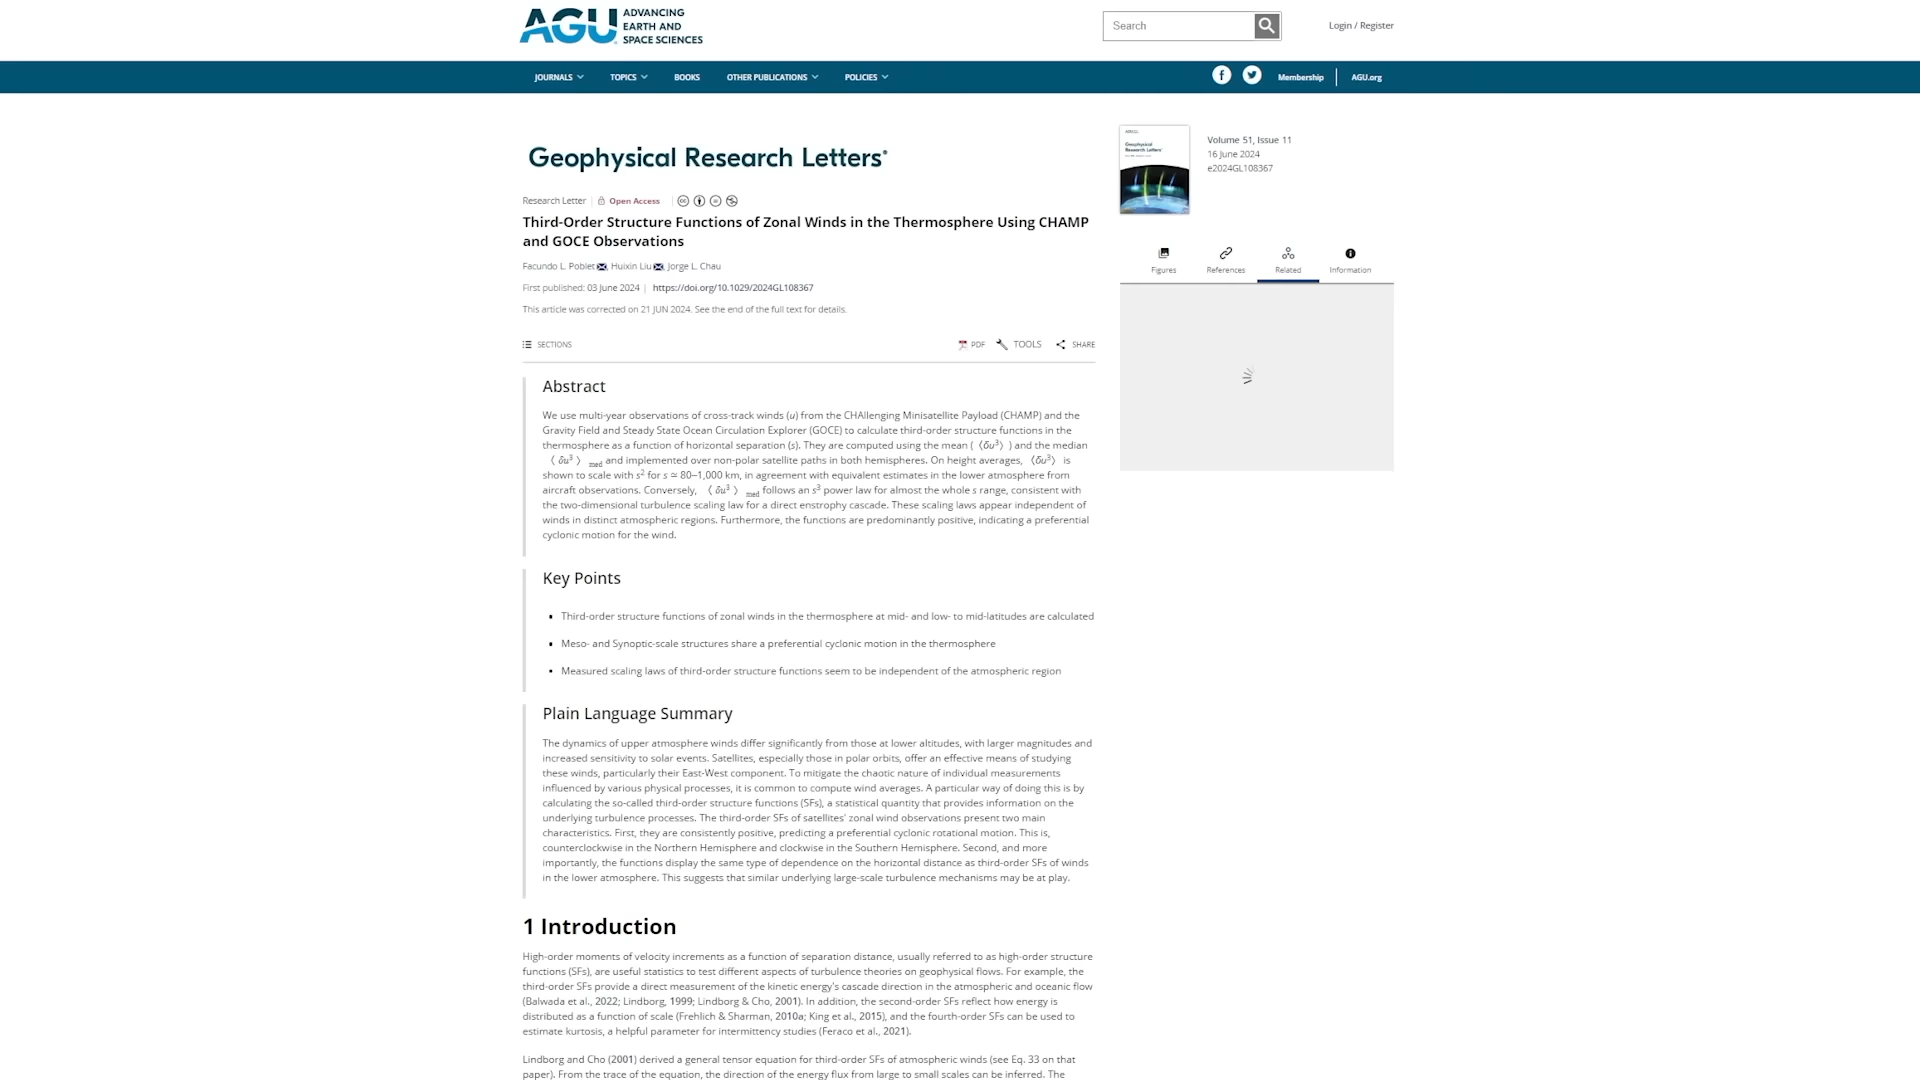 AGU ADVANCING
EARTH AND
SPACE SCIENCES
Search
Login / Register
JOURNALS TOPICS BOOKS OTHER PUBLICATIONS POLICIES
f Membership AGU.org
Geophysical Research Letters®
Volume 51, Issue 11
16 June 2024
e2024GL108367
Research Letter Open Access
Third-Order Structure Functions of Zonal Winds in the Thermosphere Using CHAMP
and GOCE Observations
Facundo L. Poblet, Huixin Liu, Jorge L. Chau
First published: 03 June 2024 | https://doi.org/10.1029/2024GL108367
This article was corrected on 21 JUN 2024. See the end of the full text for details.
Figures References Related Information
SECTIONS PDF TOOLS SHARE
Abstract
We use multi-year observations of cross-track winds (u) from the CHAllenging Minisatellite Payload (CHAMP) and the
Gravity Field and Steady State Ocean Circulation Explorer (GOCE) to calculate third-order structure functions in the
thermosphere as a function of horizontal separation (s). They are computed using the mean (⟨δu³⟩) and the median
⟨δu³⟩ med and implemented over non-polar satellite paths in both hemispheres. On height averages, ⟨δu³⟩ is
shown to scale with s² for s ≃ 80–1,000 km, in agreement with equivalent estimates in the lower atmosphere from
aircraft observations. Conversely, ⟨δu³⟩ med follows an s³ power law for almost the whole s range, consistent with
the two-dimensional turbulence scaling law for a direct enstrophy cascade. These scaling laws appear independent of
winds in distinct atmospheric regions. Furthermore, the functions are predominantly positive, indicating a preferential
cyclonic motion for the wind.
Key Points
• Third-order structure functions of zonal winds in the thermosphere at mid- and low- to mid-latitudes are calculated
• Meso- and Synoptic-scale structures share a preferential cyclonic motion in the thermosphere
• Measured scaling laws of third-order structure functions seem to be independent of the atmospheric region
Plain Language Summary
The dynamics of upper atmosphere winds differ significantly from those at lower altitudes, with larger magnitudes and
increased sensitivity to solar events. Satellites, especially those in polar orbits, offer an effective means of studying
these winds, particularly their East-West component. To mitigate the chaotic nature of individual measurements
influenced by various physical processes, it is common to compute wind averages. A particular way of doing this is by
calculating the so-called third-order structure functions (SFs), a statistical quantity that provides information on the
underlying turbulence processes. The third-order SFs of satellites' zonal wind observations present two main
characteristics. First, they are consistently positive, predicting a preferential cyclonic rotational motion. This is,
counterclockwise in the Northern Hemisphere and clockwise in the Southern Hemisphere. Second, and more
importantly, the functions display the same type of dependence on the horizontal distance as third-order SFs of winds
in the lower atmosphere. This suggests that similar underlying large-scale turbulence mechanisms may be at play.
1 Introduction
High-order moments of velocity increments as a function of separation distance, usually referred to as high-order structure
functions (SFs), are useful statistics to test different aspects of turbulence theories on geophysical flows. For example, the
third-order SFs provide a direct measurement of the kinetic energy's cascade direction in the atmospheric and oceanic flow
(Balwada et al., 2022; Lindborg, 1999; Lindborg & Cho, 2001). In addition, the second-order SFs reflect how energy is
distributed as a function of scale (Frehlich & Sharman, 2010a; King et al., 2015), and the fourth-order SFs can be used to
estimate kurtosis, a helpful parameter for intermittency studies (Feraco et al., 2021).
Lindborg and Cho (2001) derived a general tensor equation for third-order SFs of atmospheric winds (see Eq. 33 on that
paper). From the trace of the equation, the direction of the energy flux from large to small scales can be inferred. The